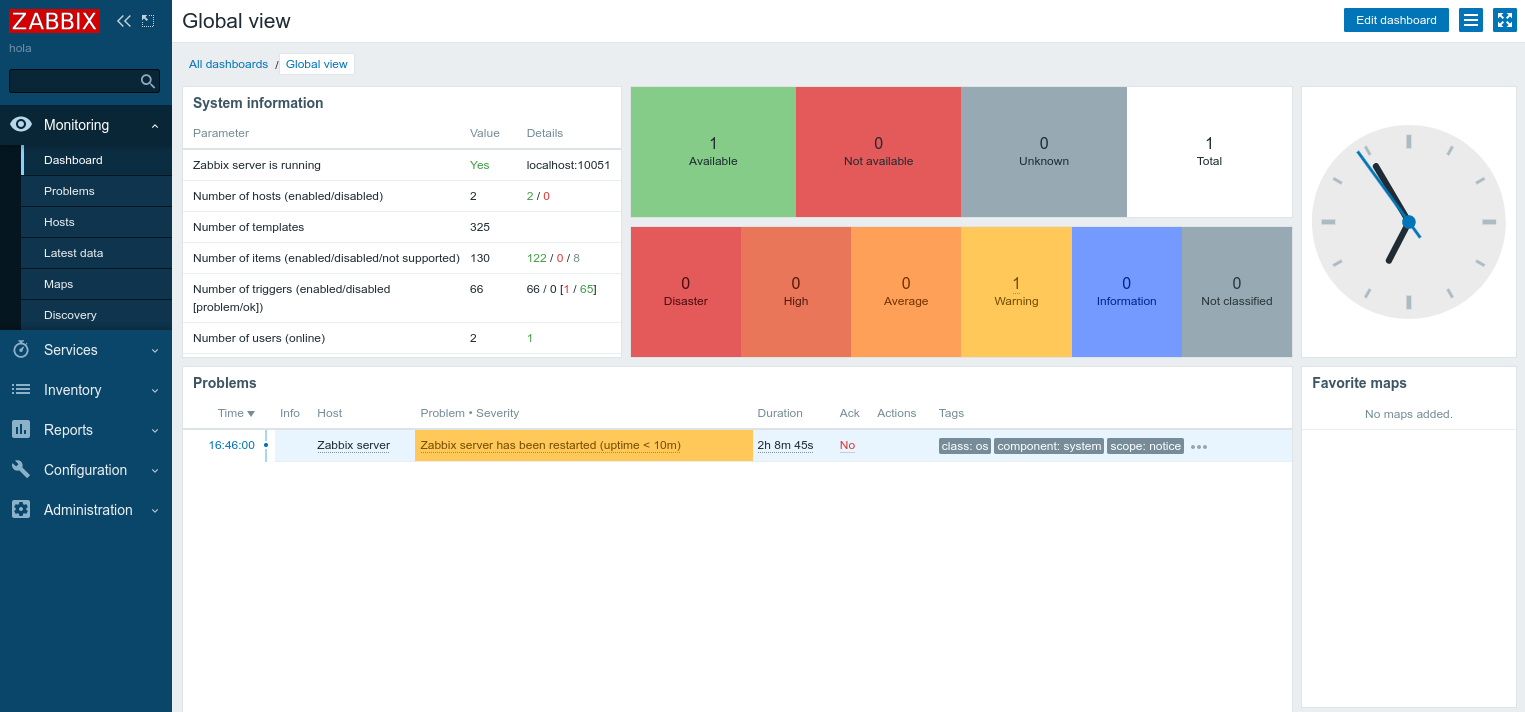 ZABBIX
hola
Monitoring
Dashboard
Problems
Hosts
Latest data
Maps
Discovery
Services
Inventory
Reports
Configuration
Administration
Global view
Edit dashboard
All dashboards / Global view
System information
Parameter Value Details
Zabbix server is running Yes localhost:10051
Number of hosts (enabled/disabled) 2 2 / 0
Number of templates 325
Number of items (enabled/disabled/not supported) 130 122 / 0 / 8
Number of triggers (enabled/disabled 66 66 / 0 [1 / 65]
[problem/ok])
Number of users (online) 2 1
1 0 0 1
Available Not available Unknown Total
0 0 0 1 0 0
Disaster High Average Warning Information Not classified
Problems
Time Info Host Problem • Severity Duration Ack Actions Tags
16:46:00 Zabbix server Zabbix server has been restarted (uptime < 10m) 2h 8m 45s No class: os component: system scope: notice •••
Favorite maps
No maps added.